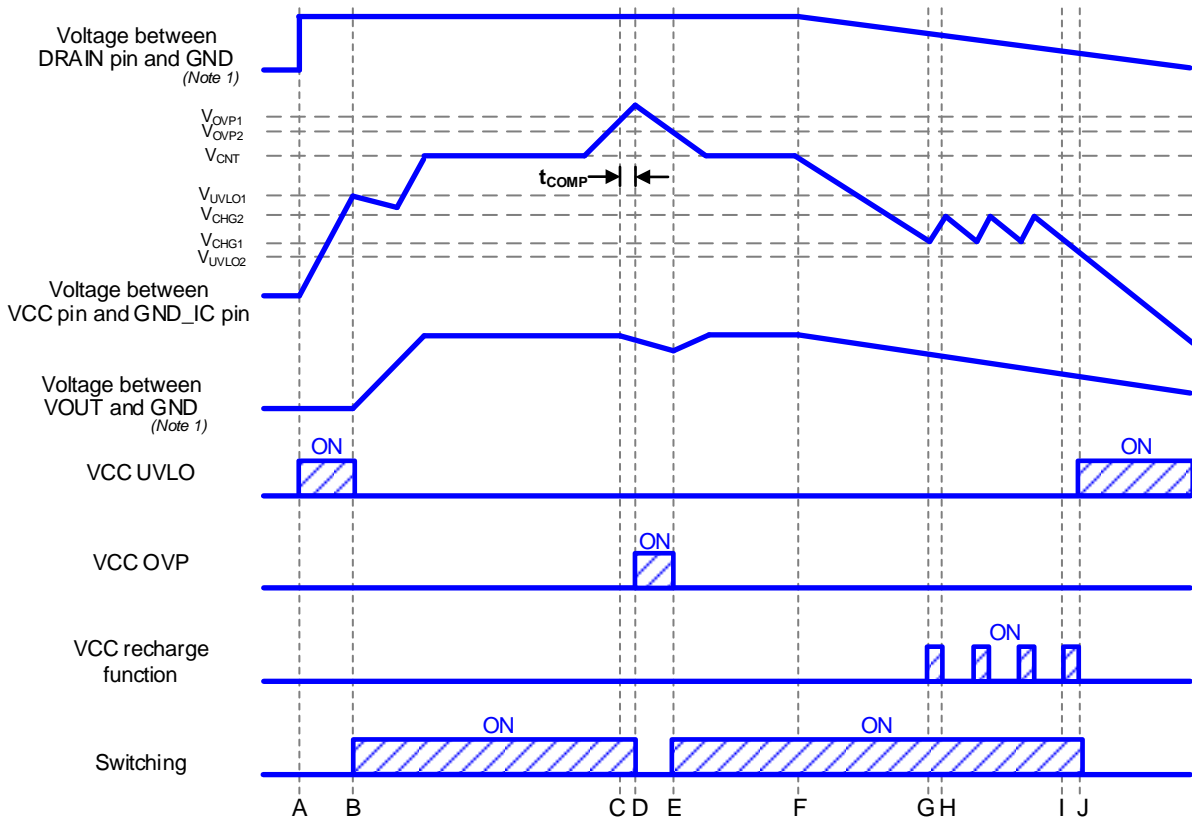 Voltage between
DRAIN pin and GND
(Note 1)
VOVP1
VOVP2
VCNT
tCOMP
VUVLO1
VCHG2
VCHG1
VUVLO2
Voltage between
VCC pin and GND_IC pin
Voltage between
VOUT and GND
(Note 1)
ON
ON
VCC UVLO
ON
VCC OVP
ON
VCC recharge
function
ON
ON
Switching
A B C D E F G H I J